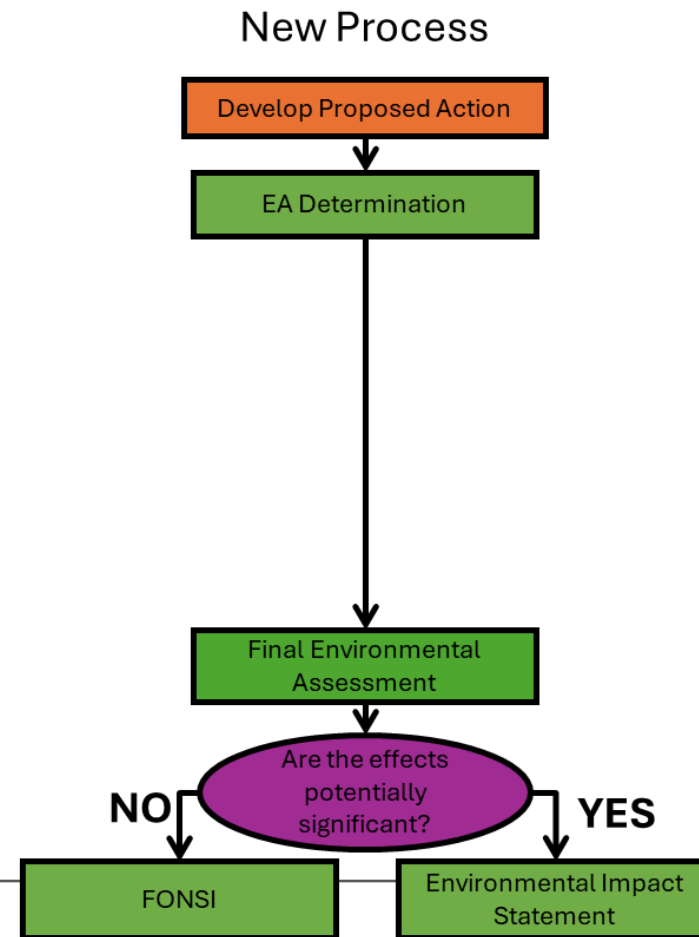 New Process
Develop Proposed Action
EA Determination
Final Environmental
Assessment
Are the effects
potentially
significant?
NO
YES
FONSI
Environmental Impact
Statement